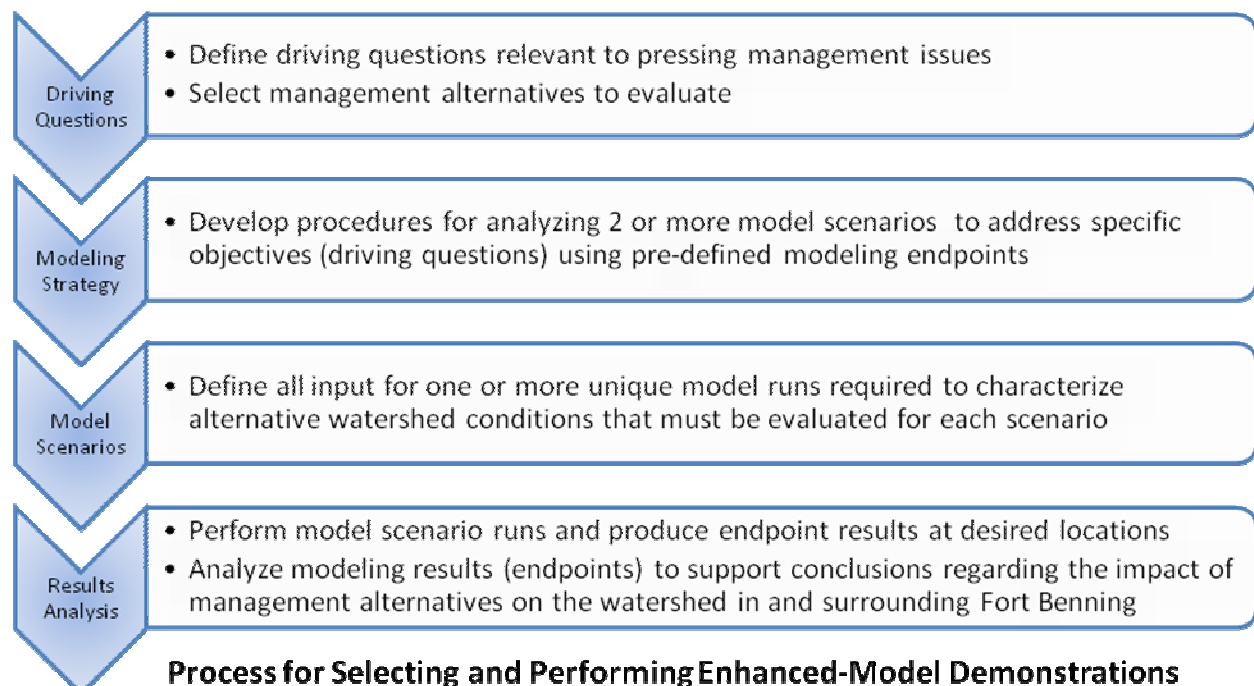 Driving
Questions
• Define driving questions relevant to pressing management issues
• Select management alternatives to evaluate
Modeling
Strategy
• Develop procedures for analyzing 2 or more model scenarios to address specific
objectives (driving questions) using pre-defined modeling endpoints
Model
Scenarios
• Define all input for one or more unique model runs required to characterize
alternative watershed conditions that must be evaluated for each scenario
Results
Analysis
• Perform model scenario runs and produce endpoint results at desired locations
• Analyze modeling results (endpoints) to support conclusions regarding the impact of
management alternatives on the watershed in and surrounding Fort Benning
Process for Selecting and Performing Enhanced-Model Demonstrations